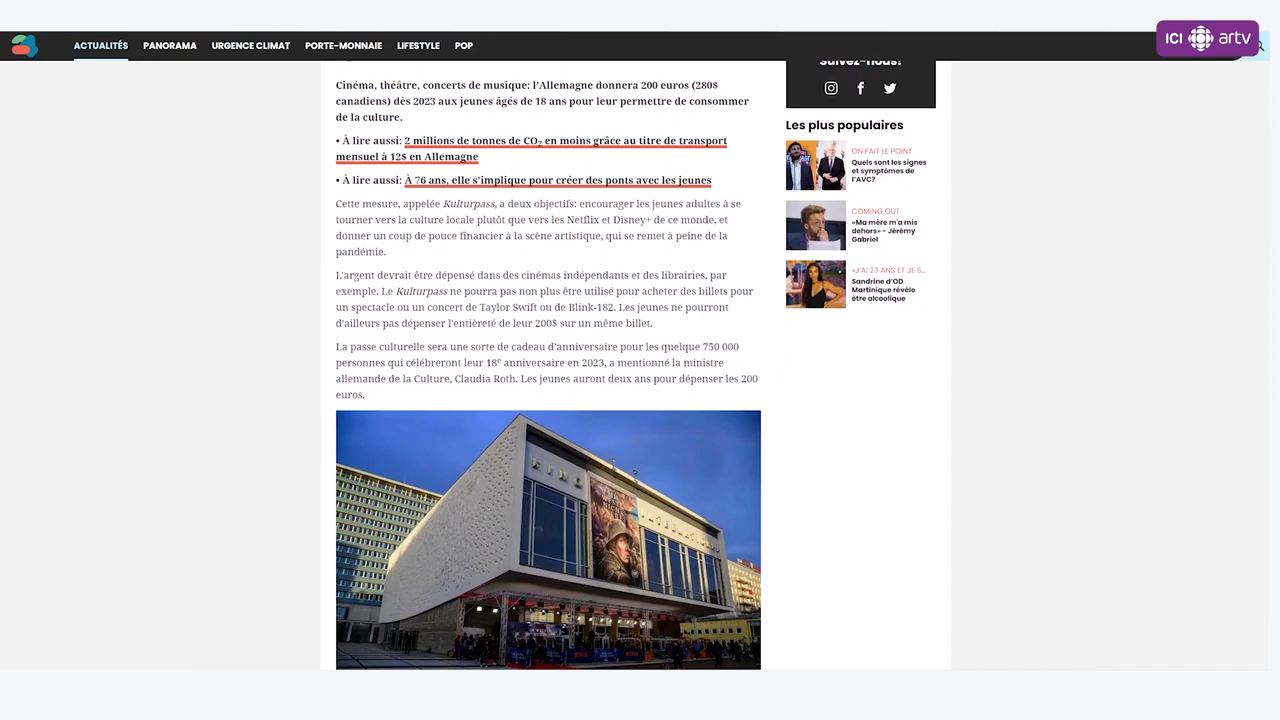 ICI artv
ACTUALITÉS PANORAMA URGENCE CLIMAT PORTE-MONNAIE LIFESTYLE POP
Cinéma, théâtre, concerts de musique: l'Allemagne donnera 200 euros (280$
canadiens) dès 2023 aux jeunes âgés de 18 ans pour leur permettre de consommer
de la culture.
• À lire aussi: 2 millions de tonnes de CO₂ en moins grâce au titre de transport
mensuel à 12$ en Allemagne
• À lire aussi: À 76 ans, elle s'implique pour créer des ponts avec les jeunes
Cette mesure, appelée Kulturpass, a deux objectifs: encourager les jeunes adultes à se
tourner vers la culture locale plutôt que vers les Netflix et Disney+ de ce monde, et
donner un coup de pouce financier à la scène artistique, qui se remet à peine de la
pandémie.
L'argent devrait être dépensé dans des cinémas indépendants et des librairies, par
exemple. Le Kulturpass ne pourra pas non plus être utilisé pour acheter des billets pour
un spectacle ou un concert de Taylor Swift ou de Blink-182. Les jeunes ne pourront
d'ailleurs pas dépenser l'entièreté de leur 200$ sur un même billet.
La passe culturelle sera une sorte de cadeau d'anniversaire pour les quelque 750 000
personnes qui célébreront leur 18e anniversaire en 2023, a mentionné la ministre
allemande de la Culture, Claudia Roth. Les jeunes auront deux ans pour dépenser les 200
euros.
KINO
INTERNATIONAL
Suivez-nous!
Les plus populaires
ON FAIT LE POINT
Quels sont les signes
et symptômes de
l'AVC?
COMING OUT
«Ma mère m'a mis
dehors» - Jérémy
Gabriel
«J'AI 23 ANS ET JE S...
Sandrine d'OD
Martinique révèle
être alcoolique